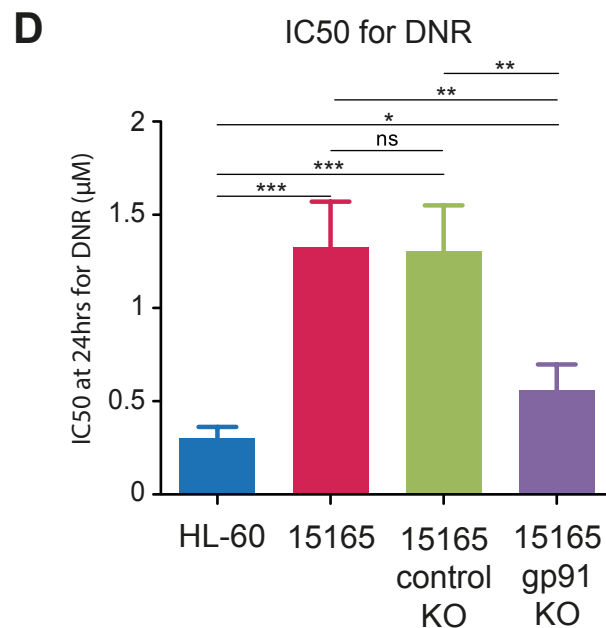 D
IC50 for DNR
**
**
*
ns
***
***
IC50 at 24hrs for DNR (µM)
2
1.5
1
0.5
0
HL-60 15165 15165 15165
control gp91
KO KO